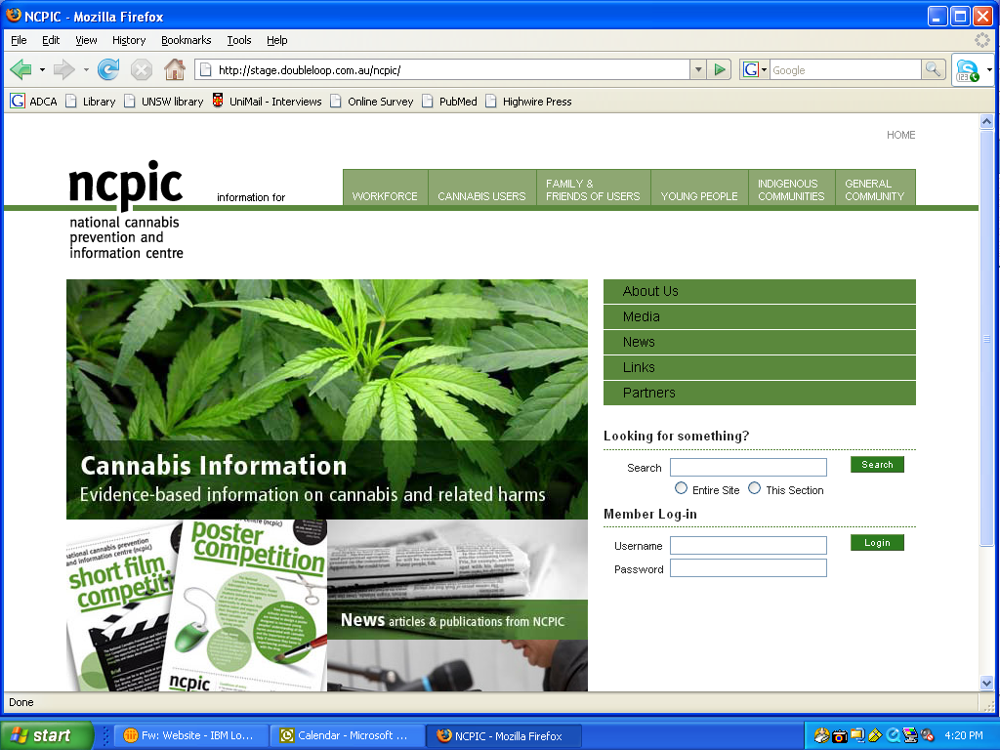 NCPIC - Mozilla Firefox
File Edit View History Bookmarks Tools Help
http://stage.doubleloop.com.au/ncpic/
G Google
G ADCA Library UNSW library UniMail - Interviews Online Survey PubMed Highwire Press
HOME
ncpic
national cannabis
prevention and
information centre
information for
WORKFORCE
CANNABIS USERS
FAMILY &
FRIENDS OF USERS
YOUNG PEOPLE
INDIGENOUS
COMMUNITIES
GENERAL
COMMUNITY
Cannabis Information
Evidence-based information on cannabis and related harms
About Us
Media
News
Links
Partners
Looking for something?
Search Search
Entire Site This Section
Member Log-in
Username Login
Password
national cannabis prevention
and information centre (ncpic)
short film
competiti
centre (ncpic)
poster
competition
Brief
ncpic
News articles & publications from NCPIC
Done
start
Fw: Website - IBM Lo...
Calendar - Microsoft ...
NCPIC - Mozilla Firefox
4:20 PM